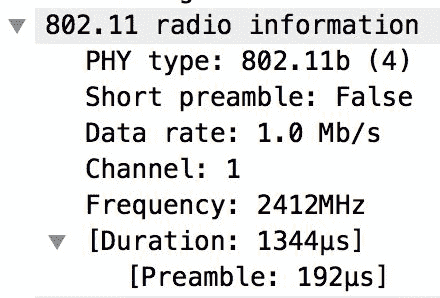 802.11 radio information
PHY type: 802.11b (4)
Short preamble: False
Data rate: 1.0 Mb/s
Channel: 1
Frequency: 2412MHz
[Duration: 1344µs]
[Preamble: 192µs]